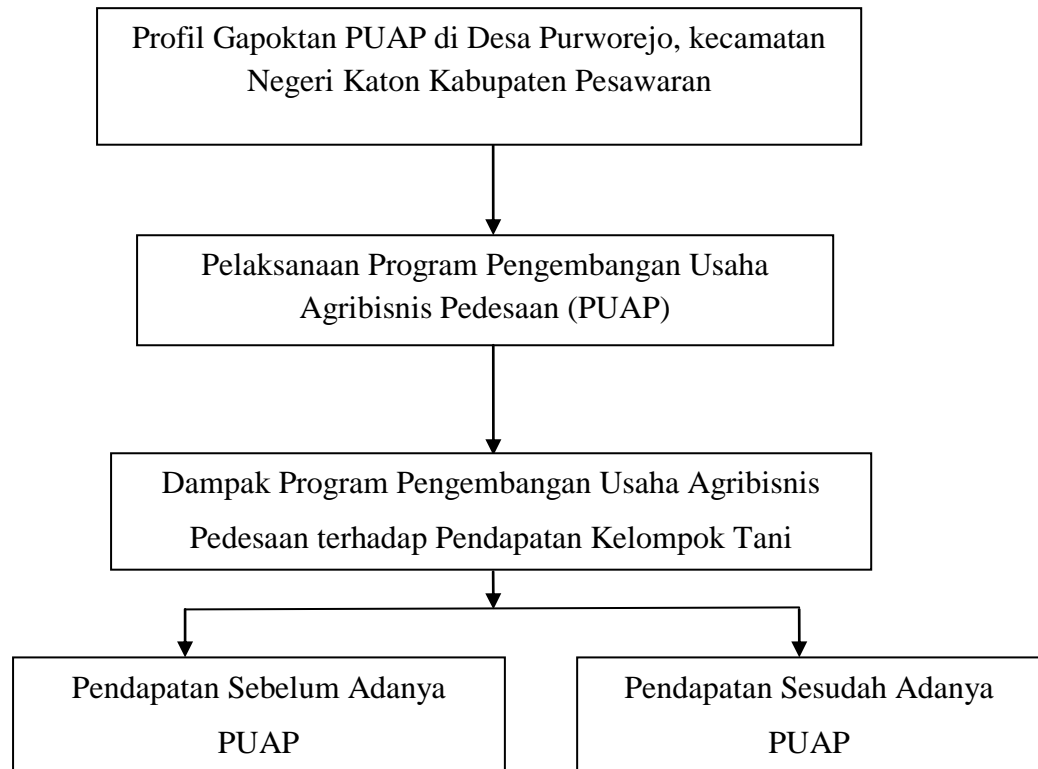 Profil Gapoktan PUAP di Desa Purworejo, kecamatan
Negeri Katon Kabupaten Pesawaran
Pelaksanaan Program Pengembangan Usaha
Agribisnis Pedesaan (PUAP)
Dampak Program Pengembangan Usaha Agribisnis
Pedesaan terhadap Pendapatan Kelompok Tani
Pendapatan Sebelum Adanya
PUAP
Pendapatan Sesudah Adanya
PUAP